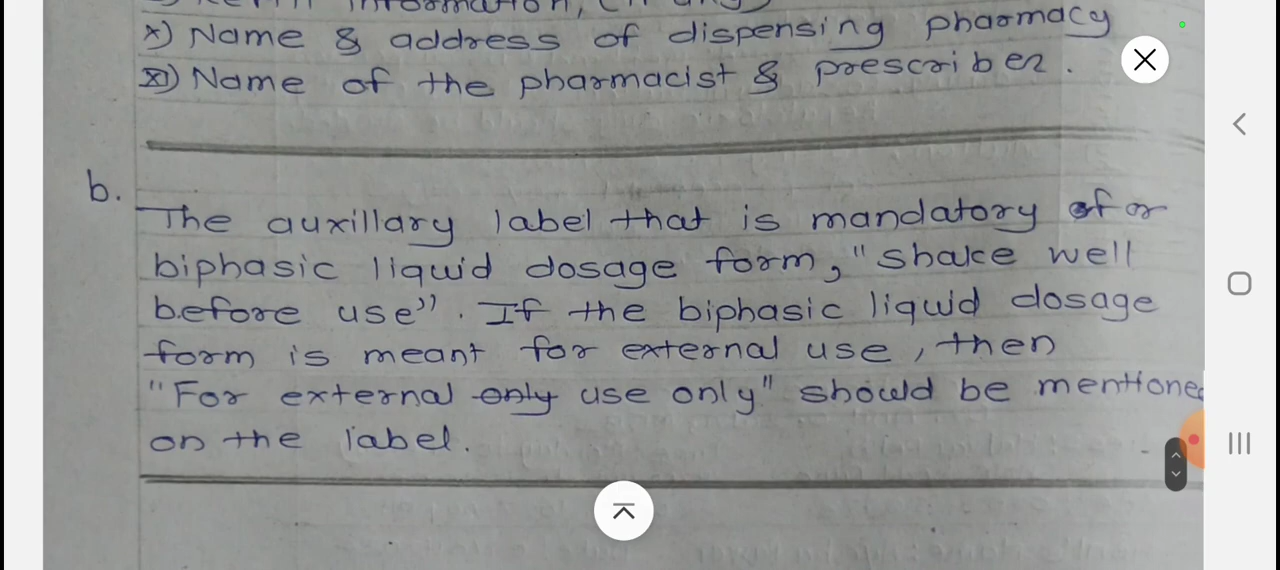 x) Name & address of dispensing pharmacy
xi) Name of the pharmacist & prescriber.
b.
The auxillary label that is mandatory for
biphasic liquid dosage form, "shake well
before use". If the biphasic liquid dosage
form is meant for external use, then
"For external only use only" should be mentioned
on the label.